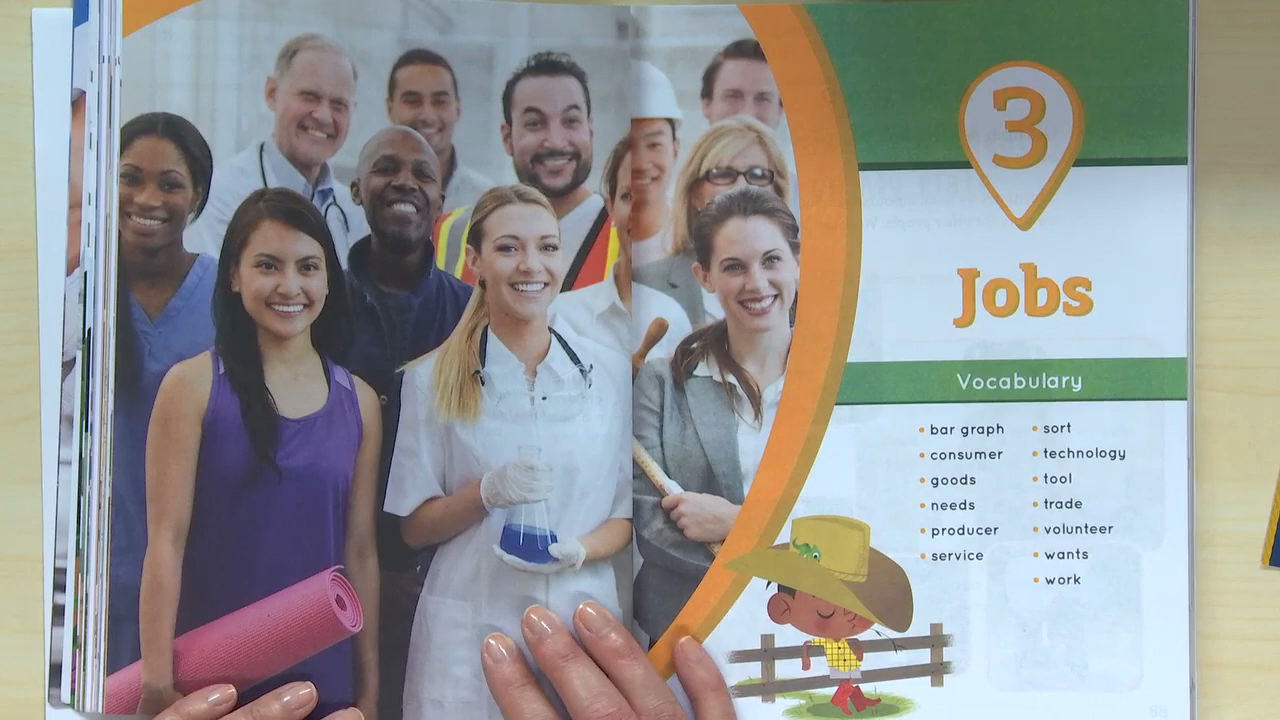 3
Jobs
Vocabulary
• bar graph
• consumer
• goods
• needs
• producer
• service
• sort
• technology
• tool
• trade
• volunteer
• wants
• work